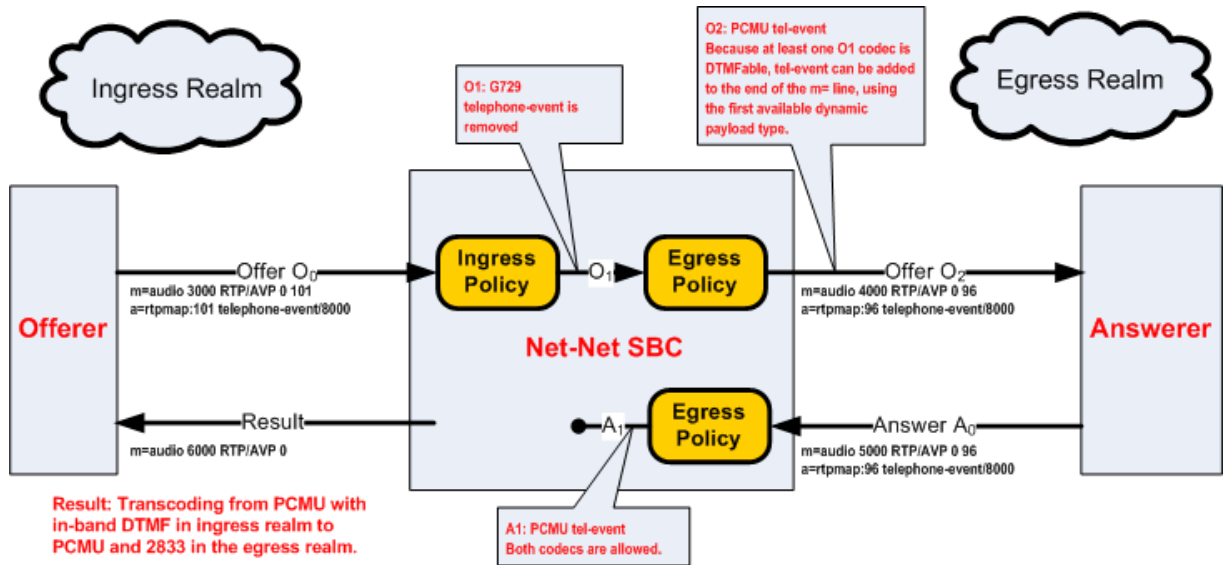 Ingress Realm
Egress Realm
O1: G729
telephone-event is
removed
O2: PCMU tel-event
Because at least one O1 codec is
DTMFable, tel-event can be added
to the end of the m= line, using
the first available dynamic
payload type.
Offerer
Offer O0
m=audio 3000 RTP/AVP 0 101
a=rtpmap:101 telephone-event/8000
Ingress
Policy
O1
Egress
Policy
Offer O2
m=audio 4000 RTP/AVP 0 96
a=rtpmap:96 telephone-event/8000
Answerer
Net-Net SBC
Result
m=audio 6000 RTP/AVP 0
A1
Egress
Policy
Answer A0
m=audio 5000 RTP/AVP 0 96
a=rtpmap:96 telephone-event/8000
Result: Transcoding from PCMU with
in-band DTMF in ingress realm to
PCMU and 2833 in the egress realm.
A1: PCMU tel-event
Both codecs are allowed.